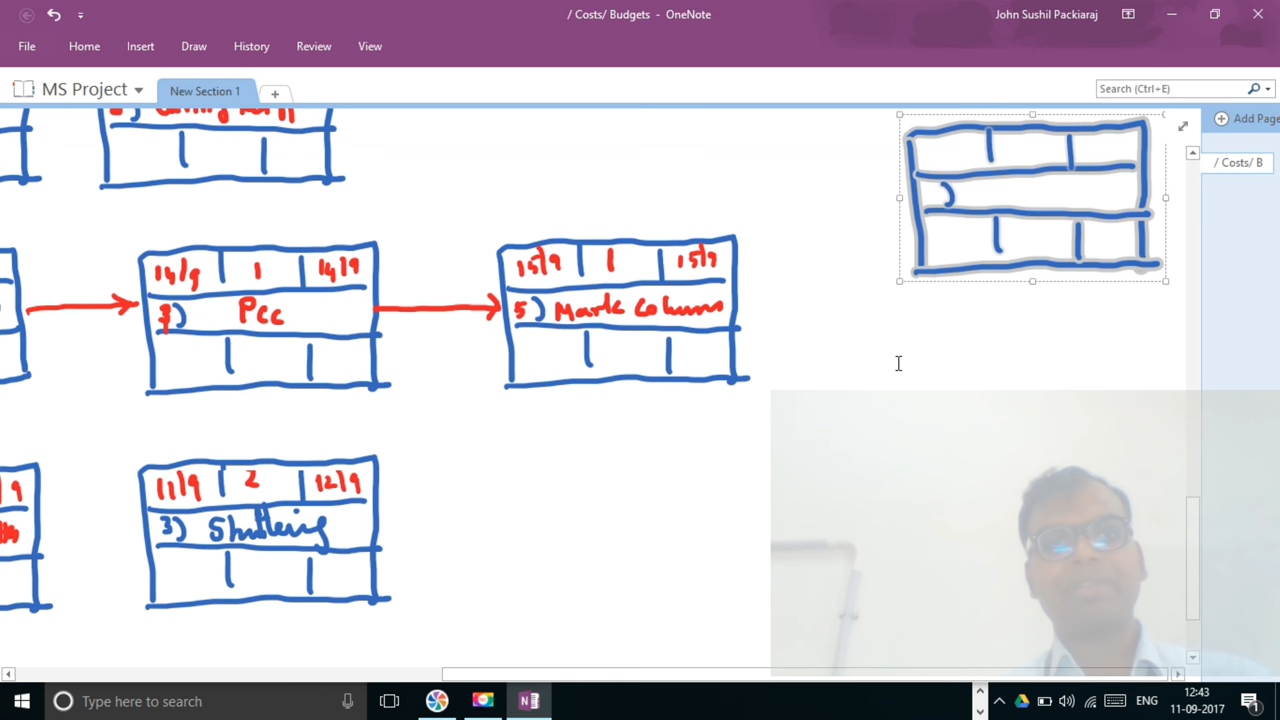 / Costs/ Budgets - OneNote
John Sushil Packiaraj
File Home Insert Draw History Review View
MS Project
New Section 1
+
Search (Ctrl+E)
Add Page
/ Costs/ B
14/9 1 14/9
) PCC
15/9 1 15/9
5) Mark Column
11/9 2 12/9
3) Shuttering
9
)
Type here to search
ENG
12:43
11-09-2017
1